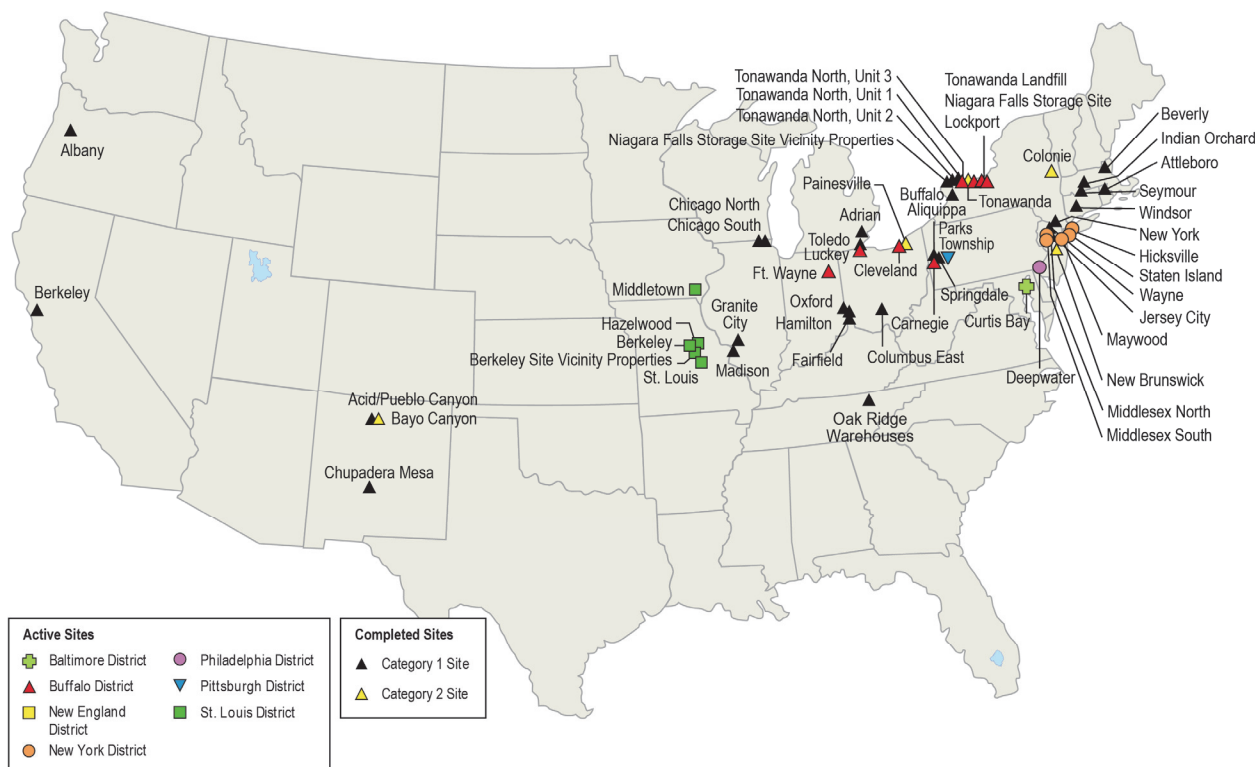 Tonawanda North, Unit 3
Tonawanda North, Unit 1
Tonawanda North, Unit 2
Niagara Falls Storage Site Vicinity Properties
Tonawanda Landfill
Niagara Falls Storage Site
Lockport
Beverly
Indian Orchard
Attleboro
Seymour
Windsor
New York
Hicksville
Staten Island
Wayne
Jersey City
Maywood
New Brunswick
Middlesex North
Middlesex South
Albany
Colonie
Painesville
Buffalo
Aliquippa
Tonawanda
Chicago North
Chicago South
Adrian
Parks
Township
Toledo
Luckey
Ft. Wayne
Cleveland
Berkeley
Middletown
Springdale
Granite
City
Oxford
Hamilton
Carnegie
Curtis Bay
Hazelwood
Berkeley
Berkeley Site Vicinity Properties
St. Louis
Madison
Fairfield
Columbus East
Deepwater
Acid/Pueblo Canyon
Bayo Canyon
Oak Ridge
Warehouses
Chupadera Mesa
Active Sites
Baltimore District
Buffalo District
New England
District
New York District
Philadelphia District
Pittsburgh District
St. Louis District
Completed Sites
Category 1 Site
Category 2 Site